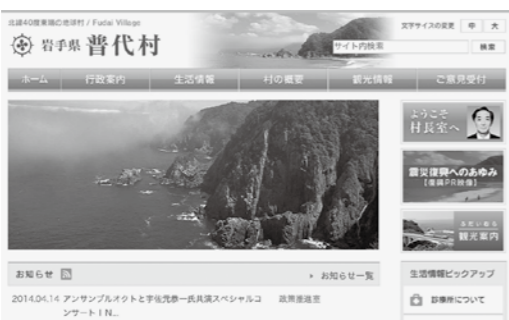 北緯40度東端の地球村 / Fudai Village
文字サイズの変更 中 大
岩手県 普代村
サイト内検索 検索
ホーム 行政案内 生活情報 村の概要 観光情報 ご意見受付
ようこそ
村長室へ
震災復興へのあゆみ
【復興PR映像】
ふだい巡る
観光案内
お知らせ お知らせ一覧
生活情報ピックアップ
2014.04.14 アンサンブルオクトと宇佐元恭一氏共演スペシャルコ 政策推進室
ンサートIN...
診療所について